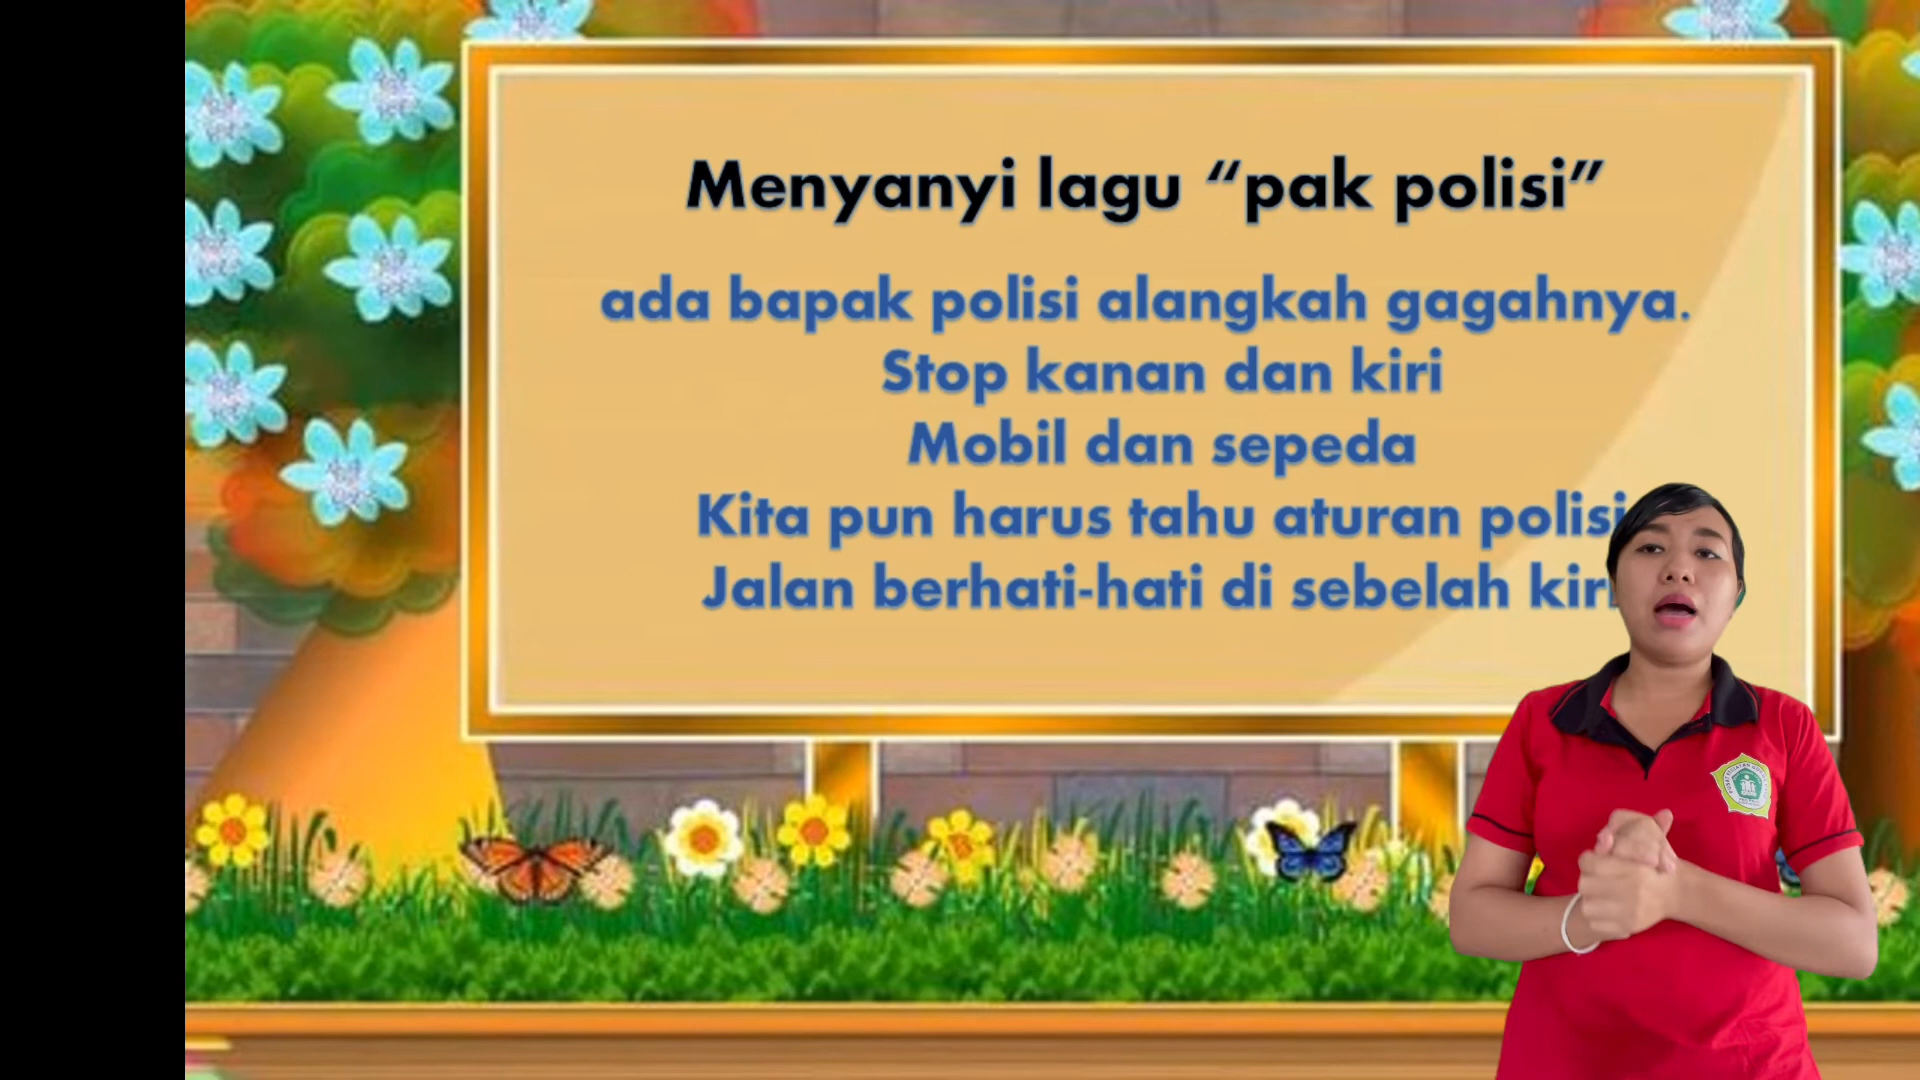 Menyanyi lagu “pak polisi”
ada bapak polisi alangkah gagahnya.
Stop kanan dan kiri
Mobil dan sepeda
Kita pun harus tahu aturan polisi
Jalan berhati-hati di sebelah kiri